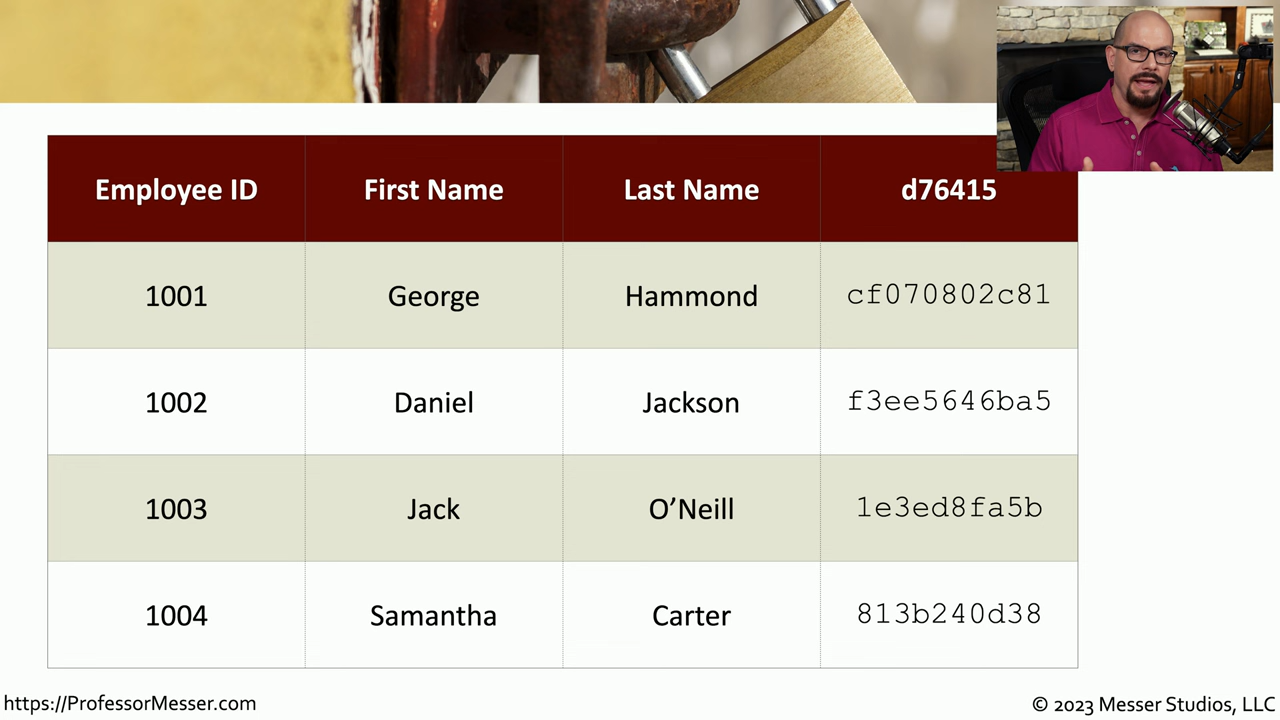 Employee ID First Name Last Name d76415
1001 George Hammond cf070802c81
1002 Daniel Jackson f3ee5646ba5
1003 Jack O’Neill 1e3ed8fa5b
1004 Samantha Carter 813b240d38
https://ProfessorMesser.com © 2023 Messer Studios, LLC